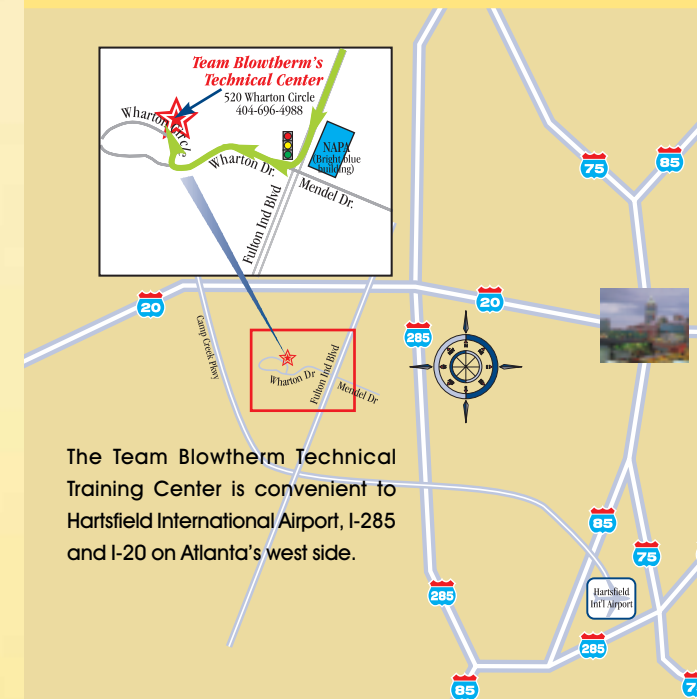 Team Blowtherm's
Technical Center
520 Wharton Circle
404-696-4988
Wharton Circle
Wharton Dr.
NAPA
(Bright blue
building)
Mendel Dr.
Fulton Ind Blvd
75
85
20
20
285
Camp Creek Pkwy
Wharton Dr
Fulton Ind Blvd
Mendel Dr
The Team Blowtherm Technical
Training Center is convenient to
Hartsfield International Airport, I-285
and I-20 on Atlanta's west side.
85
75
285
Hartsfield
Int'l Airport
285
85